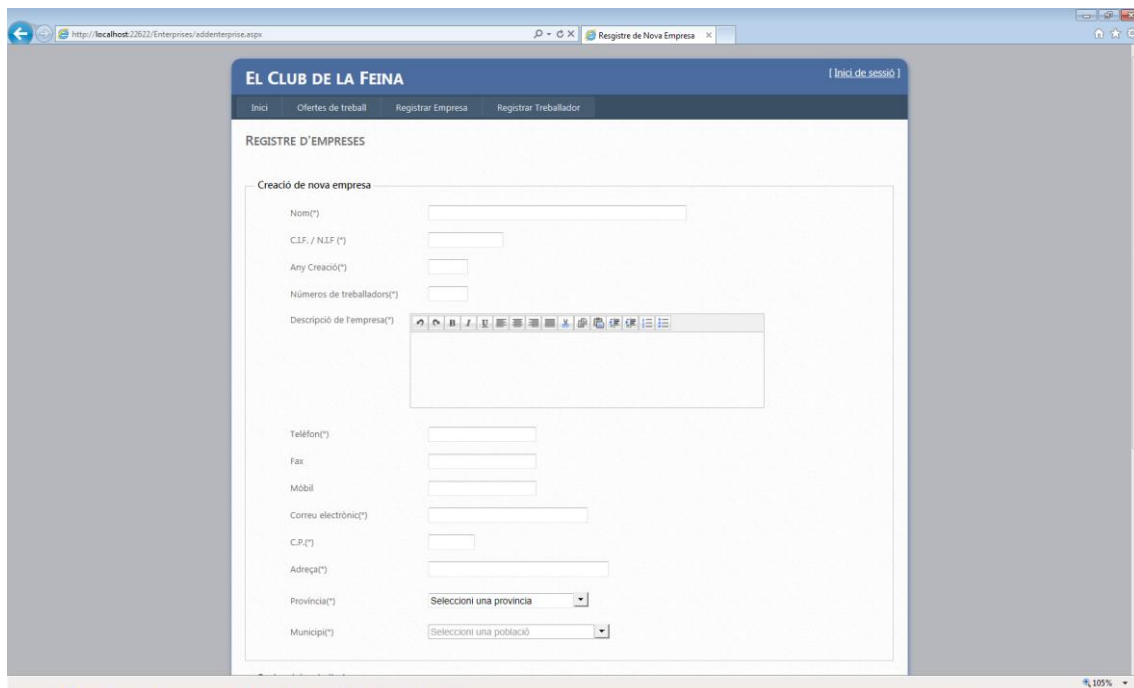 http://localhost:22622/Enterprises/addenterprise.aspx
Resgistre de Nova Empresa
EL CLUB DE LA FEINA
[ Inici de sessió ]
Inici Ofertes de treball Registrar Empresa Registrar Treballador
REGISTRE D'EMPRESES
Creació de nova empresa
Nom(*)
C.I.F. / N.I.F (*)
Any Creació(*)
Números de treballadors(*)
Descripció de l'empresa(*)
B I U
Telèfon(*)
Fax
Móbil
Correu electrònic(*)
C.P.(*)
Adreça(*)
Província(*) Seleccioni una provincia
Municipi(*) Seleccioni una població
105%